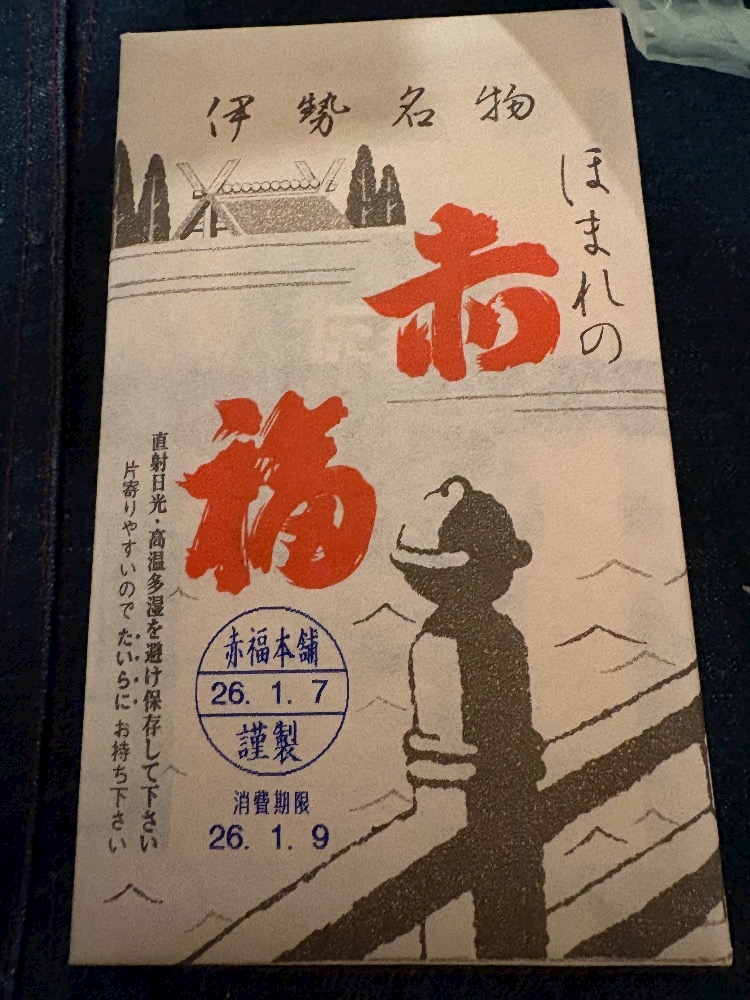 伊勢名物
ほまれの
赤
福
直射日光・高温多湿を避け保存して下さい
片寄りやすいのでたいらにお持ち下さい
赤福本舗
26. 1. 7
謹製
消費期限
26. 1. 9